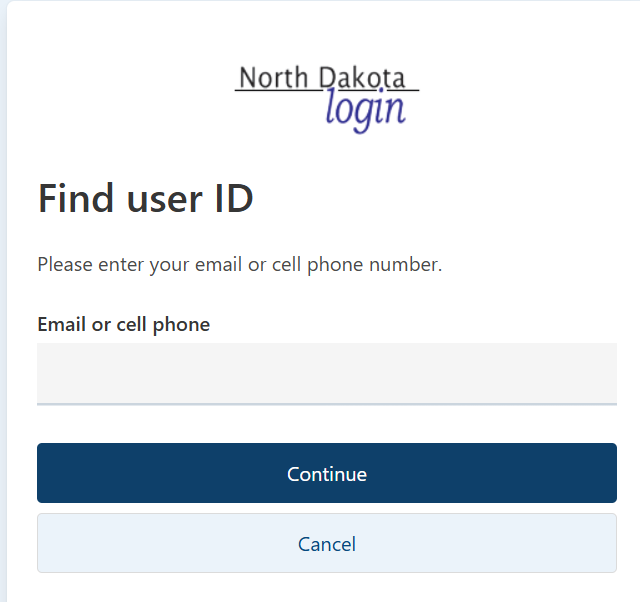 North Dakota
login
Find user ID
Please enter your email or cell phone number.
Email or cell phone
Continue
Cancel